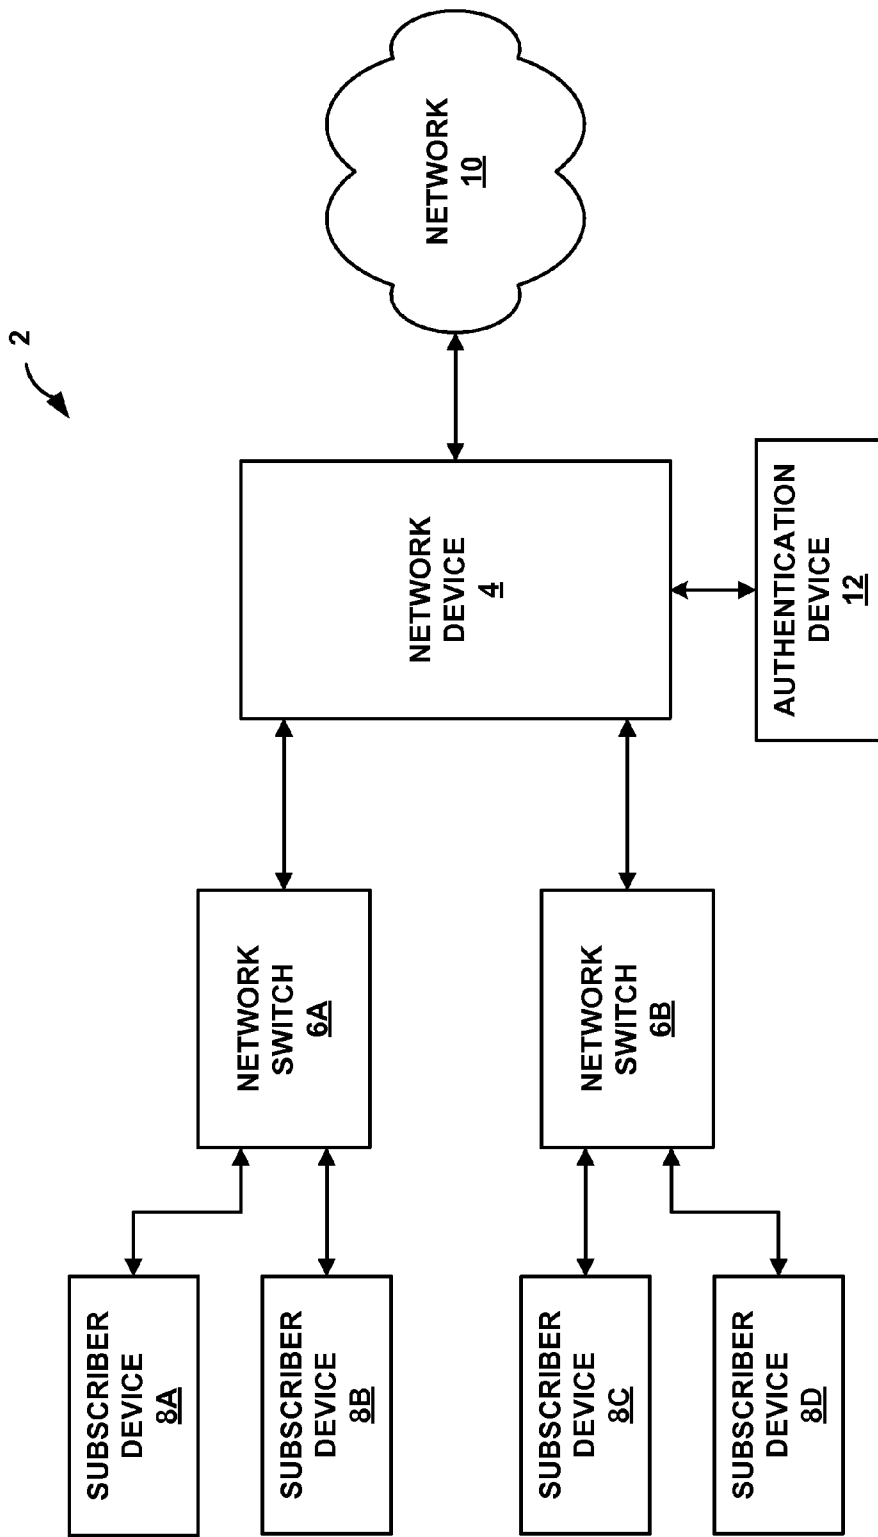 2
SUBSCRIBER
DEVICE
8A
SUBSCRIBER
DEVICE
8B
SUBSCRIBER
DEVICE
8C
SUBSCRIBER
DEVICE
8D
NETWORK
SWITCH
6A
NETWORK
SWITCH
6B
NETWORK
DEVICE
4
AUTHENTICATION
DEVICE
12
NETWORK
10